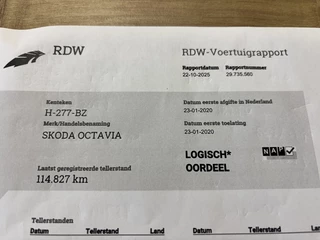 RDW
RDW-Voertuigrapport
Rapportdatum Rapportnummer
22-10-2025 29.735.560
Kenteken
H-277-BZ
Merk/Handelsbenaming
SKODA OCTAVIA
Datum eerste afgifte in Nederland
23-01-2020
Datum eerste toelating
23-01-2020
Laatst geregistreerde tellerstand
114.827 km
LOGISCH*
OORDEEL
NAP
Tellerstanden
Datum Tellerstand Land Datum Tellerstand Land